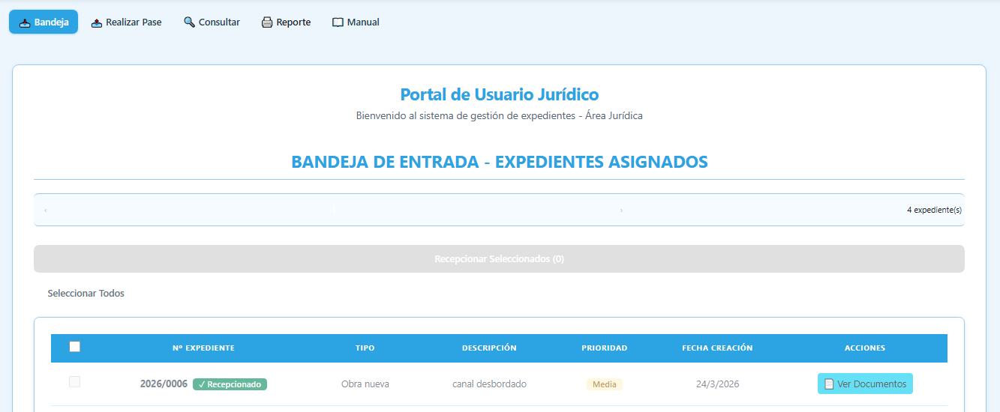 Bandeja Realizar Pase Consultar Reporte Manual
Portal de Usuario Jurídico
Bienvenido al sistema de gestión de expedientes - Área Jurídica
BANDEJA DE ENTRADA - EXPEDIENTES ASIGNADOS
‹ 1 › 4 expediente(s)
Recepcionar Seleccionados (0)
Seleccionar Todos
Nº EXPEDIENTE TIPO DESCRIPCIÓN PRIORIDAD FECHA CREACIÓN ACCIONES
2026/0006 ✓ Recepcionado Obra nueva canal desbordado Media 24/3/2026 Ver Documentos